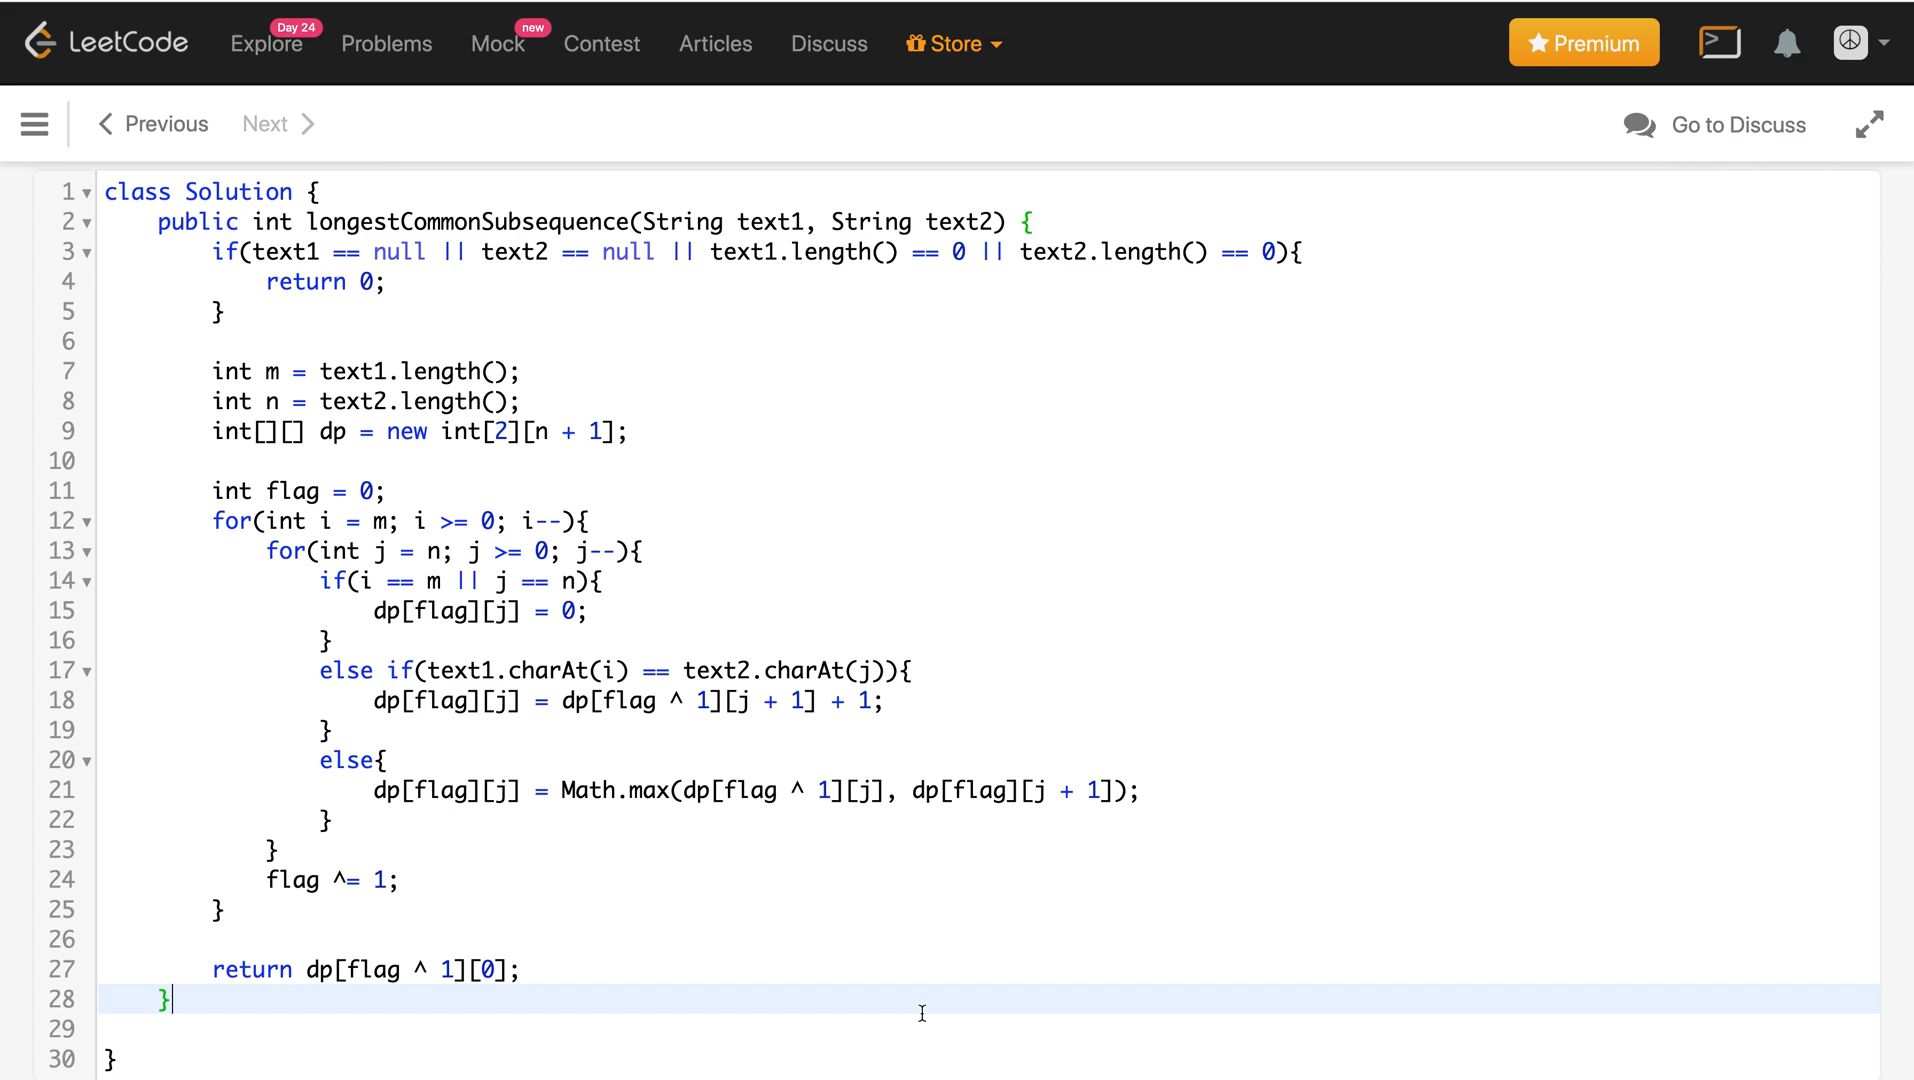 LeetCode Explore Day 24 Problems Mock new Contest Articles Discuss Store Premium
Previous Next Go to Discuss
1 class Solution {
2     public int longestCommonSubsequence(String text1, String text2) {
3         if(text1 == null || text2 == null || text1.length() == 0 || text2.length() == 0){
4             return 0;
5         }
6
7         int m = text1.length();
8         int n = text2.length();
9         int[][] dp = new int[2][n + 1];
10
11         int flag = 0;
12         for(int i = m; i >= 0; i--){
13             for(int j = n; j >= 0; j--){
14                 if(i == m || j == n){
15                     dp[flag][j] = 0;
16                 }
17                 else if(text1.charAt(i) == text2.charAt(j)){
18                     dp[flag][j] = dp[flag ^ 1][j + 1] + 1;
19                 }
20                 else{
21                     dp[flag][j] = Math.max(dp[flag ^ 1][j], dp[flag][j + 1]);
22                 }
23             }
24             flag ^= 1;
25         }
26
27         return dp[flag ^ 1][0];
28     }
29
30 }